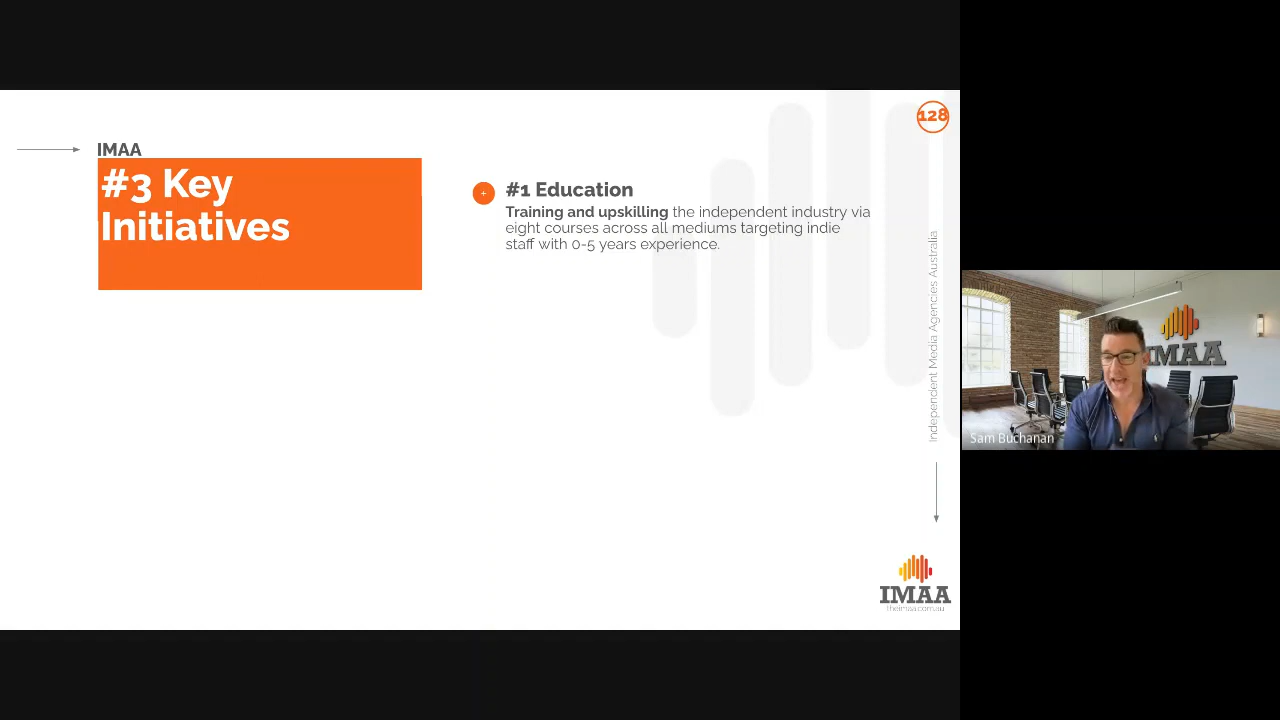 128
IMAA
#3 Key
Initiatives
#1 Education
Training and upskilling the independent industry via
eight courses across all mediums targeting indie
staff with 0-5 years experience.
Independent Media Agencies Australia
IMAA
theimaa.com.au
IMAA
Sam Buchanan